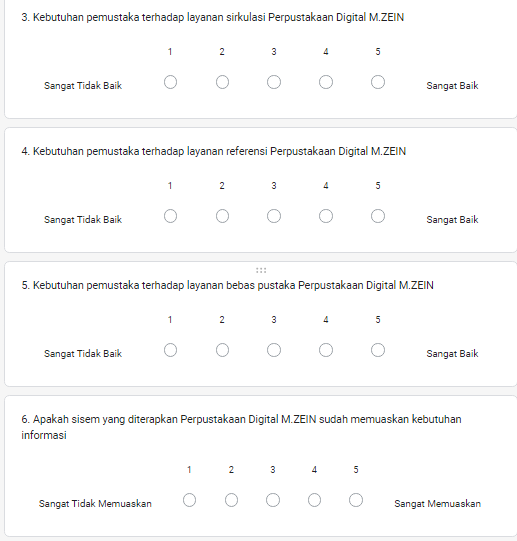 3. Kebutuhan pemustaka terhadap layanan sirkulasi Perpustakaan Digital M.ZEIN
1 2 3 4 5
Sangat Tidak Baik Sangat Baik
4. Kebutuhan pemustaka terhadap layanan referensi Perpustakaan Digital M.ZEIN
1 2 3 4 5
Sangat Tidak Baik Sangat Baik
5. Kebutuhan pemustaka terhadap layanan bebas pustaka Perpustakaan Digital M.ZEIN
1 2 3 4 5
Sangat Tidak Baik Sangat Baik
6. Apakah sisem yang diterapkan Perpustakaan Digital M.ZEIN sudah memuaskan kebutuhan
informasi
1 2 3 4 5
Sangat Tidak Memuaskan Sangat Memuaskan